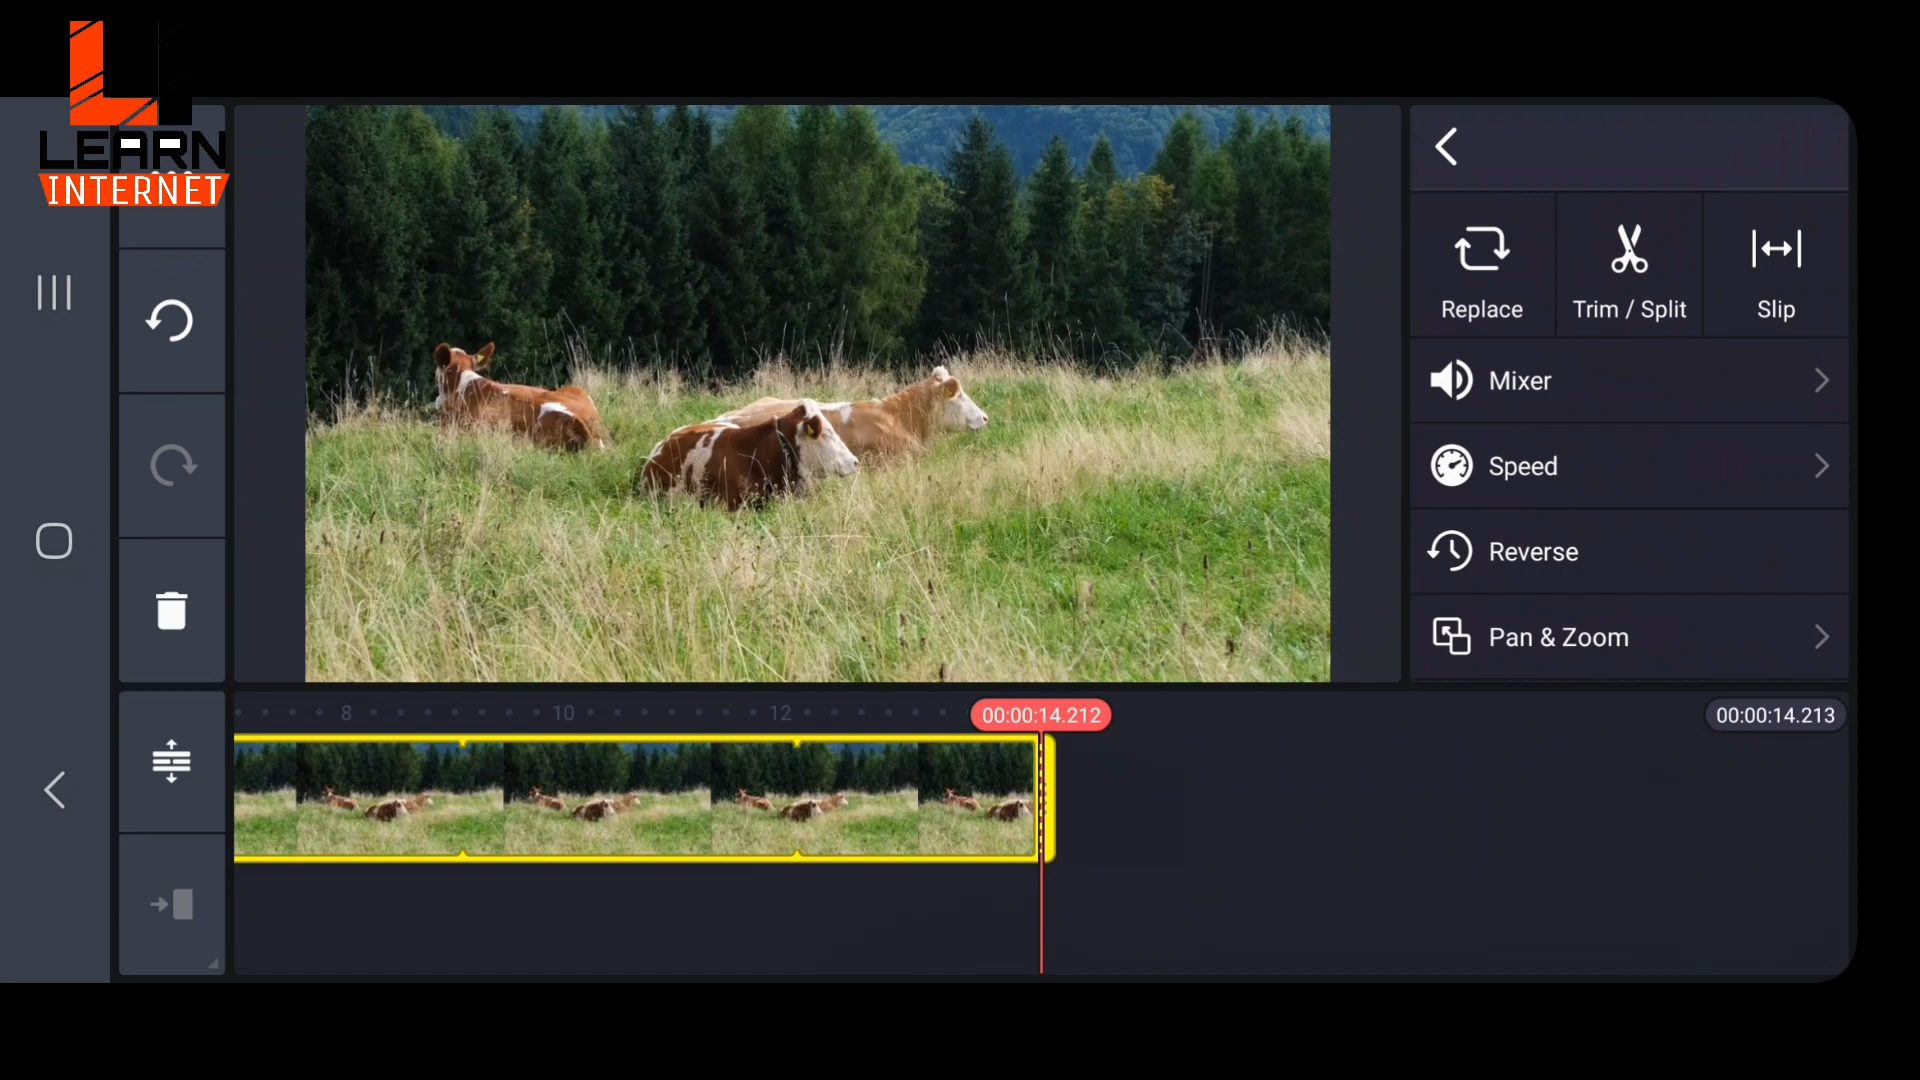 LEARN
INTERNET
Replace
Trim / Split
Slip
Mixer
Speed
Reverse
Pan & Zoom
8
10
12
00:00:14.212
00:00:14.213